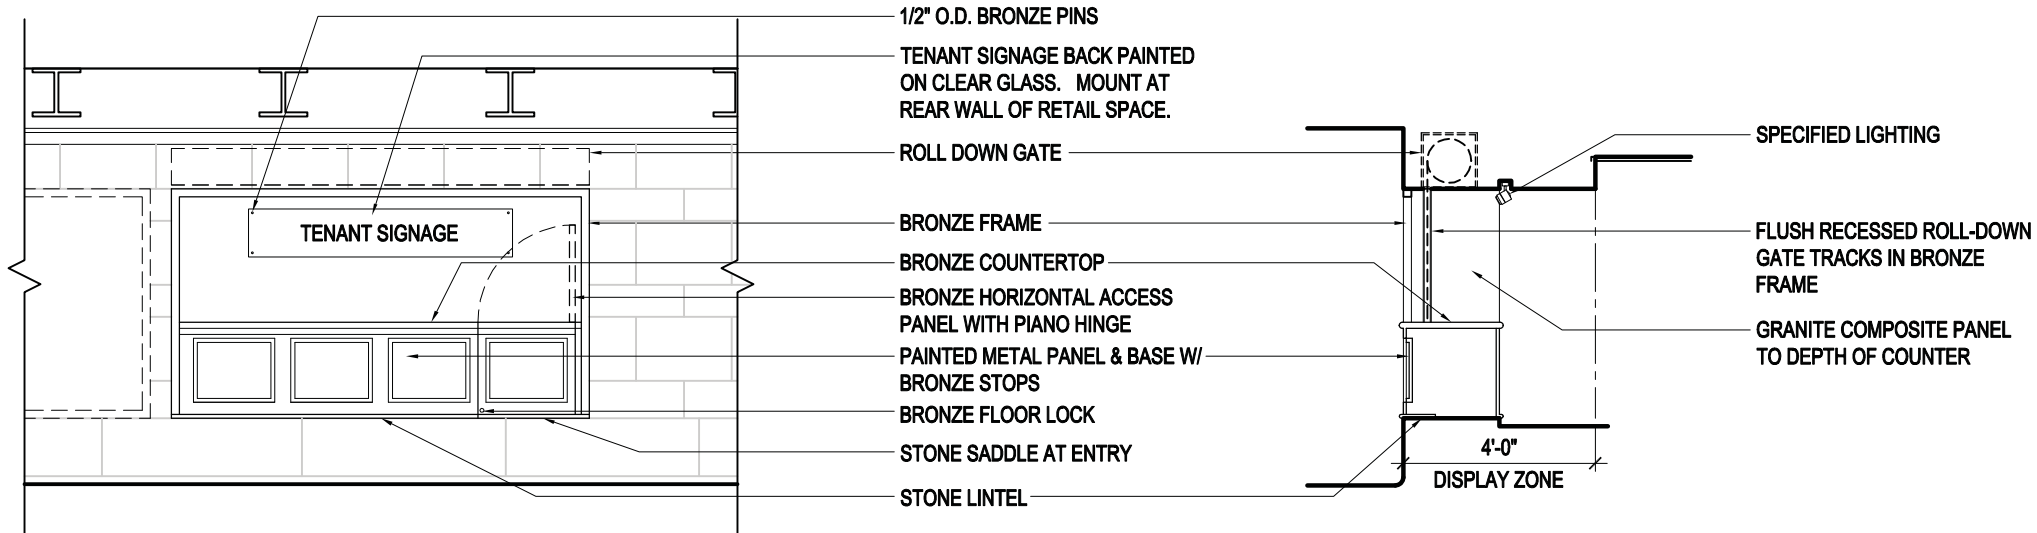 1/2" O.D. BRONZE PINS
TENANT SIGNAGE BACK PAINTED
ON CLEAR GLASS. MOUNT AT
REAR WALL OF RETAIL SPACE.
ROLL DOWN GATE
BRONZE FRAME
BRONZE COUNTERTOP
BRONZE HORIZONTAL ACCESS
PANEL WITH PIANO HINGE
PAINTED METAL PANEL & BASE W/
BRONZE STOPS
BRONZE FLOOR LOCK
STONE SADDLE AT ENTRY
STONE LINTEL
TENANT SIGNAGE
SPECIFIED LIGHTING
FLUSH RECESSED ROLL-DOWN
GATE TRACKS IN BRONZE
FRAME
GRANITE COMPOSITE PANEL
TO DEPTH OF COUNTER
4'-0"
DISPLAY ZONE